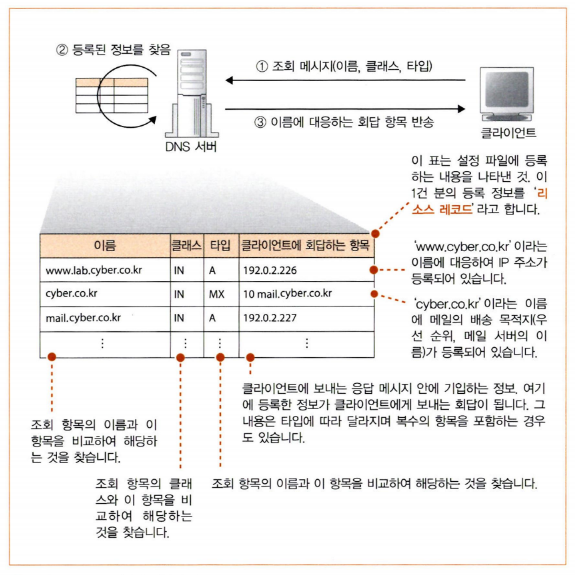 ② 등록된 정보를 찾음
① 조회 메시지(이름, 클래스, 타입)
③ 이름에 대응하는 회답 항목 반송
DNS 서버
클라이언트
이 표는 설정 파일에 등록
하는 내용을 나타낸 것. 이
1건 분의 등록 정보를 '리
소스 레코드'라고 합니다.
이름 클래스 타입 클라이언트에 회답하는 항목
www.lab.cyber.co.kr IN A 192.0.2.226
cyber.co.kr IN MX 10 mail.cyber.co.kr
mail.cyber.co.kr IN A 192.0.2.227
⋮ ⋮ ⋮ ⋮
'www.cyber.co.kr'이라는
이름에 대응하여 IP 주소가
등록되어 있습니다.
'cyber.co.kr'이라는 이름
에 메일의 배송 목적지(우
선 순위, 메일 서버의 이
름)가 등록되어 있습니다.
클라이언트에 보내는 응답 메시지 안에 기입하는 정보. 여기
에 등록한 정보가 클라이언트에게 보내는 회답이 됩니다. 그
내용은 타입에 따라 달라지며 복수의 항목을 포함하는 경우
도 있습니다.
조회 항목의 이름과 이
항목을 비교하여 해당하
는 것을 찾습니다.
조회 항목의 클래
스와 이 항목을 비
교하여 해당하는
것을 찾습니다.
조회 항목의 이름과 이 항목을 비교하여 해당하는 것을 찾습니다.